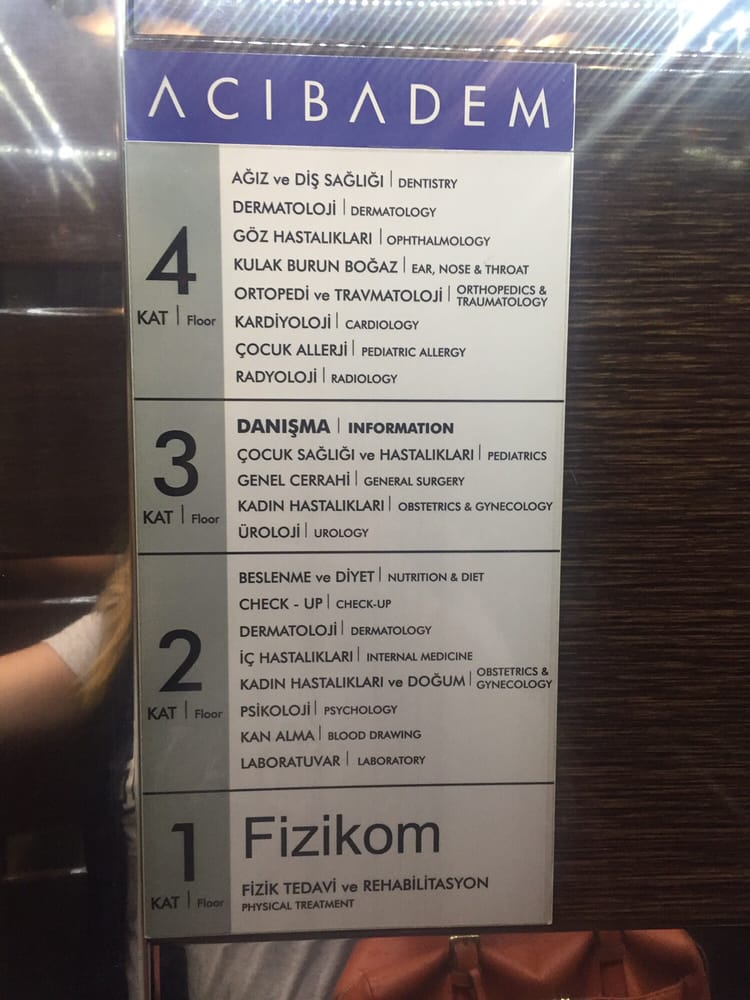 ACIBADEM
4
KAT | Floor
AĞIZ ve DİŞ SAĞLIĞI | DENTISTRY
DERMATOLOJİ | DERMATOLOGY
GÖZ HASTALIKLARI | OPHTHALMOLOGY
KULAK BURUN BOĞAZ | EAR, NOSE & THROAT
ORTOPEDİ ve TRAVMATOLOJİ | ORTHOPEDICS &
TRAUMATOLOGY
KARDİYOLOJİ | CARDIOLOGY
ÇOCUK ALLERJİ | PEDIATRIC ALLERGY
RADYOLOJİ | RADIOLOGY
3
KAT | Floor
DANIŞMA | INFORMATION
ÇOCUK SAĞLIĞI ve HASTALIKLARI | PEDIATRICS
GENEL CERRAHİ | GENERAL SURGERY
KADIN HASTALIKLARI | OBSTETRICS & GYNECOLOGY
ÜROLOJİ | UROLOGY
2
KAT | Floor
BESLENME ve DİYET | NUTRITION & DIET
CHECK - UP | CHECK-UP
DERMATOLOJİ | DERMATOLOGY
İÇ HASTALIKLARI | INTERNAL MEDICINE
KADIN HASTALIKLARI ve DOĞUM | OBSTETRICS &
GYNECOLOGY
PSİKOLOJİ | PSYCHOLOGY
KAN ALMA | BLOOD DRAWING
LABORATUVAR | LABORATORY
1
KAT | Floor
Fizikom
FİZİK TEDAVİ ve REHABİLİTASYON
PHYSICAL TREATMENT